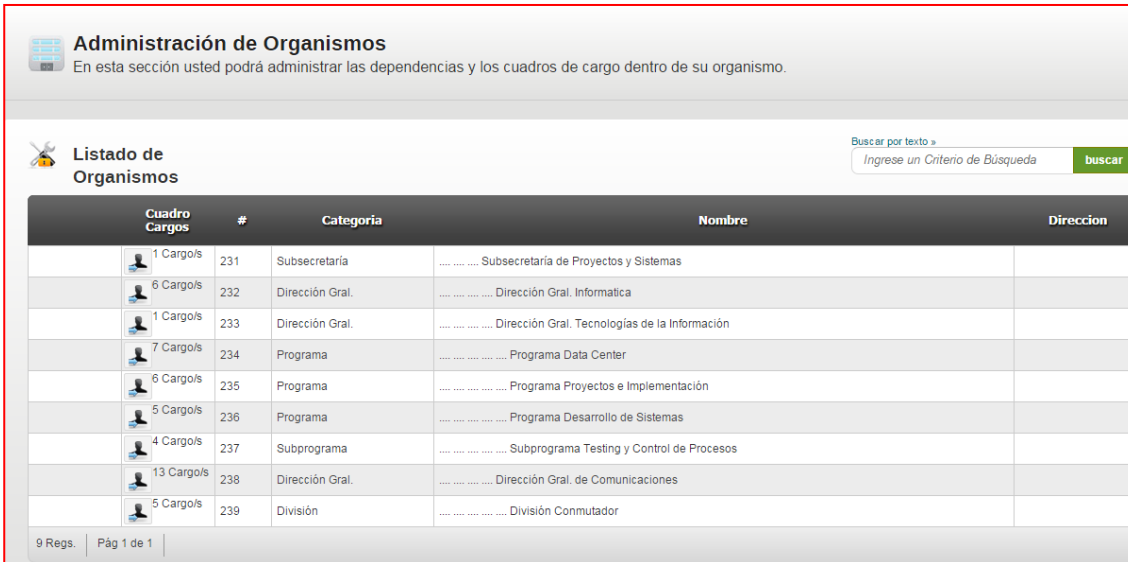 Administración de Organismos
En esta sección usted podrá administrar las dependencias y los cuadros de cargo dentro de su organismo.
Listado de
Organismos
Buscar por texto »
Ingrese un Criterio de Búsqueda buscar
Cuadro Cargos # Categoria Nombre Direccion
1 Cargo/s 231 Subsecretaría .... .... .... Subsecretaría de Proyectos y Sistemas
6 Cargo/s 232 Dirección Gral. .... .... .... .... Dirección Gral. Informatica
1 Cargo/s 233 Dirección Gral. .... .... .... .... Dirección Gral. Tecnologías de la Información
7 Cargo/s 234 Programa .... .... .... .... .... Programa Data Center
6 Cargo/s 235 Programa .... .... .... .... .... Programa Proyectos e Implementación
5 Cargo/s 236 Programa .... .... .... .... .... Programa Desarrollo de Sistemas
4 Cargo/s 237 Subprograma .... .... .... .... .... Subprograma Testing y Control de Procesos
13 Cargo/s 238 Dirección Gral. .... .... .... .... Dirección Gral. de Comunicaciones
5 Cargo/s 239 División .... .... .... .... .... División Conmutador
9 Regs. Pág 1 de 1